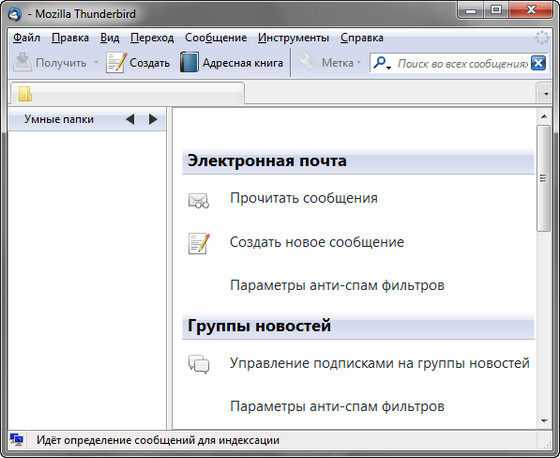 - Mozilla Thunderbird
Файл Правка Вид Переход Сообщение Инструменты Справка
Получить Создать Адресная книга Метка Поиск во всех сообщениях
Умные папки
Электронная почта
Прочитать сообщения
Создать новое сообщение
Параметры анти-спам фильтров
Группы новостей
Управление подписками на группы новостей
Параметры анти-спам фильтров
Идёт определение сообщений для индексации